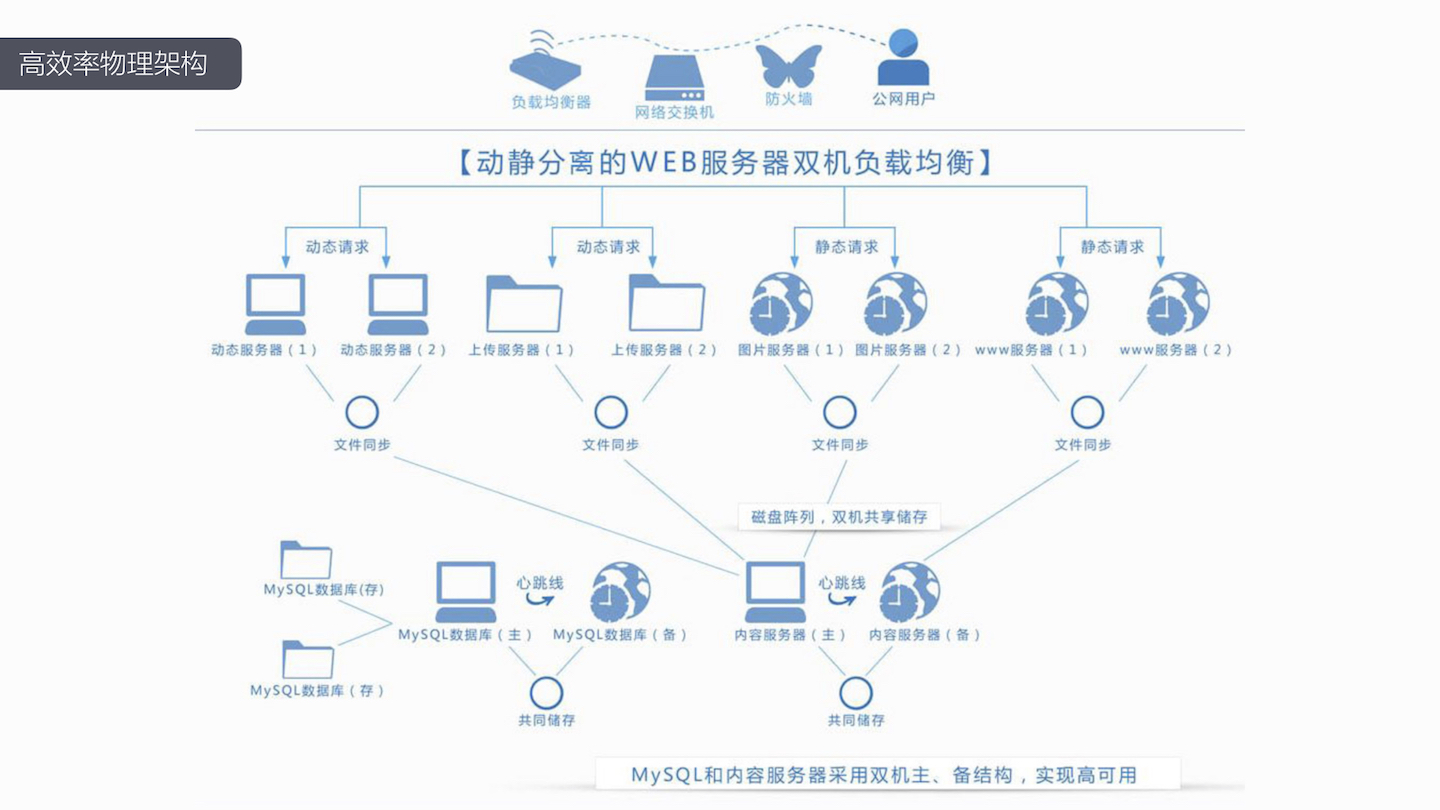 高效率物理架构
负载均衡器
网络交换机
防火墙
公网用户
【动静分离的WEB服务器双机负载均衡】
动态请求
动态请求
静态请求
静态请求
动态服务器（1）
动态服务器（2）
上传服务器（1）
上传服务器（2）
图片服务器（1）
图片服务器（2）
www服务器（1）
www服务器（2）
文件同步
文件同步
文件同步
文件同步
磁盘阵列，双机共享储存
MySQL数据库(存)
心跳线
心跳线
MySQL数据库（主）
MySQL数据库（备）
内容服务器（主）
内容服务器（备）
MySQL数据库（存）
共同储存
共同储存
MySQL和内容服务器采用双机主、备结构，实现高可用